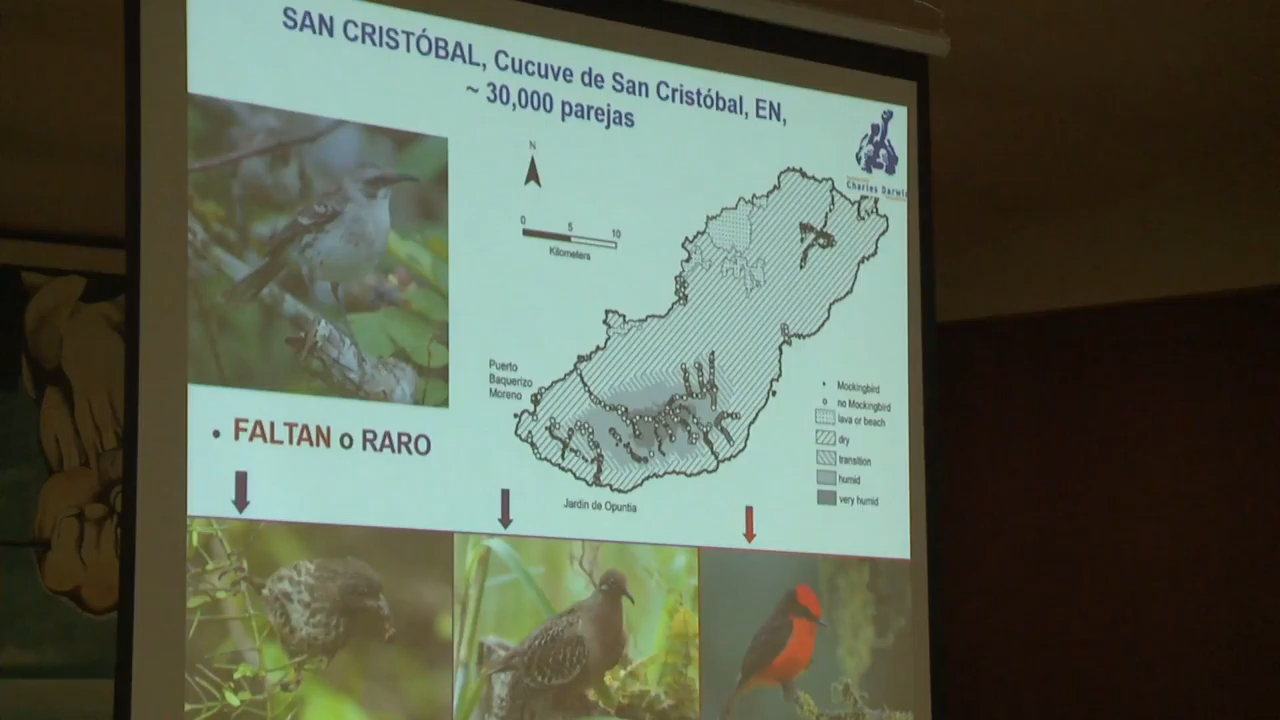 SAN CRISTÓBAL, Cucuve de San Cristóbal, EN,
~ 30,000 parejas
Charles Darwin
N
0 5 10
Kilometers
Puerto
Baquerizo
Moreno
Mockingbird
no Mockingbird
lava or beach
dry
transition
humid
very humid
Jardin de Opuntia
• FALTAN o RARO